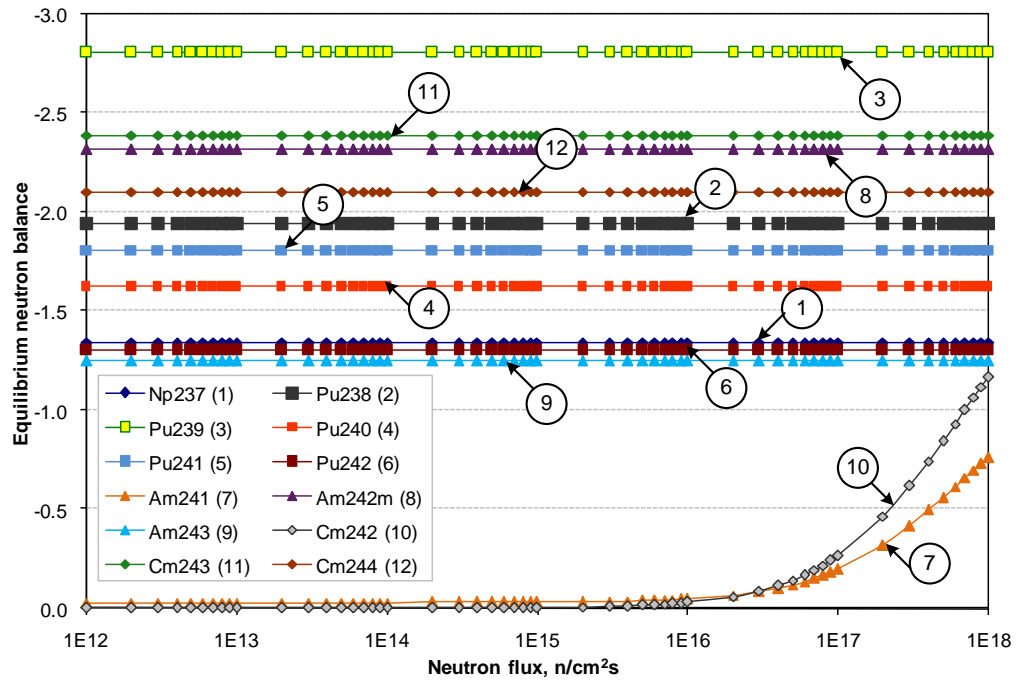 -3.0
-2.5
-2.0
-1.5
-1.0
-0.5
0.0
Equilibrium neutron balance
3
11
12
8
2
5
4
1
6
9
10
7
Np237 (1) Pu238 (2)
Pu239 (3) Pu240 (4)
Pu241 (5) Pu242 (6)
Am241 (7) Am242m (8)
Am243 (9) Cm242 (10)
Cm243 (11) Cm244 (12)
1E12 1E13 1E14 1E15 1E16 1E17 1E18
Neutron flux, n/cm²s